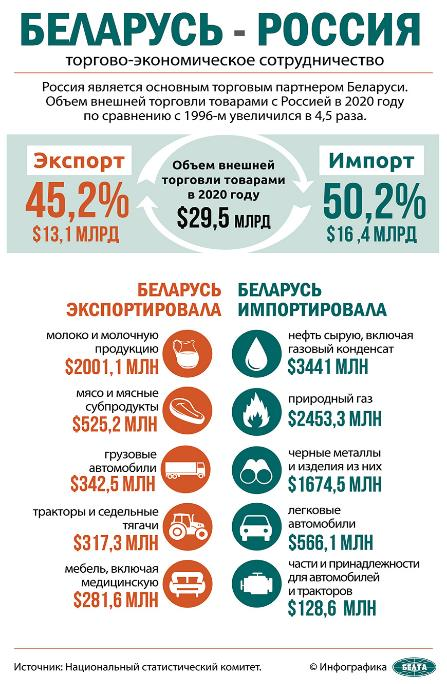 БЕЛАРУСЬ - РОССИЯ
торгово-экономическое сотрудничество
Россия является основным торговым партнером Беларуси.
Объем внешней торговли товарами с Россией в 2020 году
по сравнению с 1996-м увеличился в 4,5 раза.
Экспорт
45,2%
$13,1 МЛРД
Объем внешней
торговли товарами
в 2020 году
$29,5 МЛРД
Импорт
50,2%
$16 ,4 МЛРД
БЕЛАРУСЬ
ЭКСПОРТИРОВАЛА
молоко и молочную
продукцию
$2001,1 МЛН
мясо и мясные
субпродукты
$525,2 МЛН
грузовые
автомобили
$342,5 МЛН
тракторы и седельные
тягачи
$317,3 МЛН
мебель, включая
медицинскую
$281,6 МЛН
БЕЛАРУСЬ
ИМПОРТИРОВАЛА
нефть сырую, включая
газовый конденсат
$3441 МЛН
природный газ
$2453,3 МЛН
черные металлы
и изделия из них
$1674,5 МЛН
легковые
автомобили
$566,1 МЛН
части и принадлежности
для автомобилей
и тракторов
$128,6 МЛН
Источник: Национальный статистический комитет.
© Инфографика
БЕЛТА